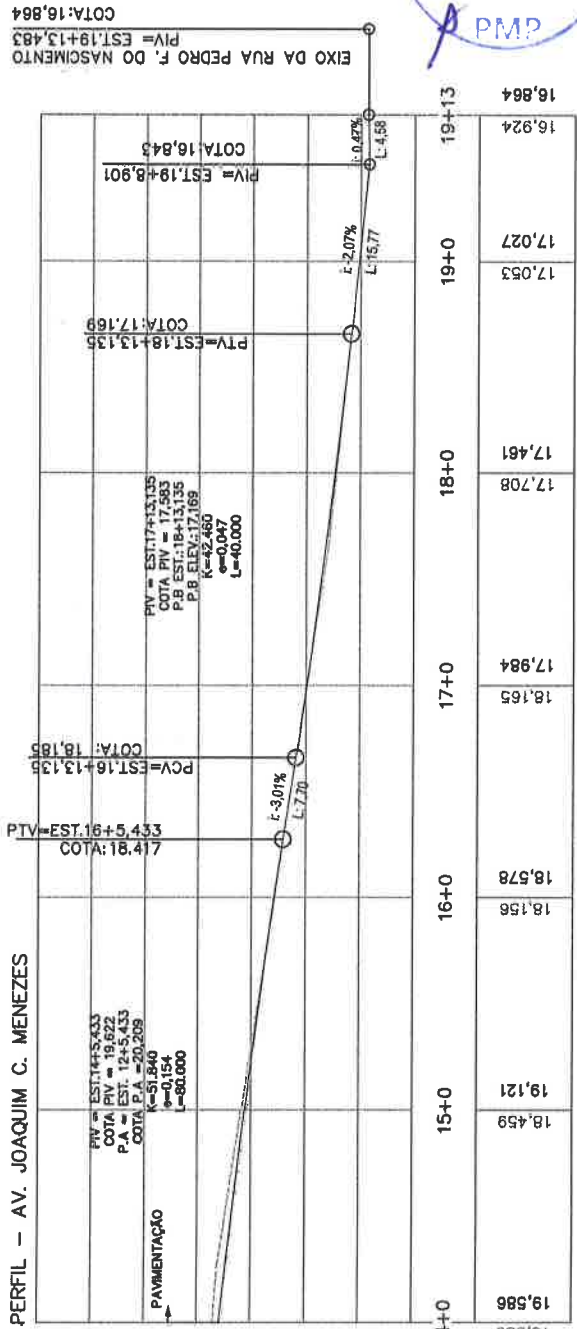 PERFIL - AV. JOAQUIM C. MENEZES
PAVIMENTAÇÃO
PIV = EST.14+5,433
COTA PIV = 19,622
P.A = EST. 12+5,433
COTA P.A =20,209
K=51.840
e=0,154
L=80.000
PTV=EST.16+5,433
COTA:18,417
i:-3,01%
L: 7,70
PCV=EST.16+13,135
COTA: 18,185
PIV = EST.17+13,135
COTA PIV = 17,583
P.B EST.:18+13,135
P.B ELEV.:17,169
K=42.460
e=0,047
L=40.000
PTV=EST.18+13,135
COTA:17,169
i:-2,07%
L:15,77
PIV= EST.19+8,901
COTA:16,843
i: 0,47%
L: 4,58
EIXO DA RUA PEDRO F. DO NASCIMENTO
PIV= EST.19+13,483
COTA:16,864
PMP
+0
15+0
16+0
17+0
18+0
19+0
19+13
19,586
19,121
18,578
17,984
17,461
17,027
16,864
18,459
18,156
18,165
17,708
17,053
16,924